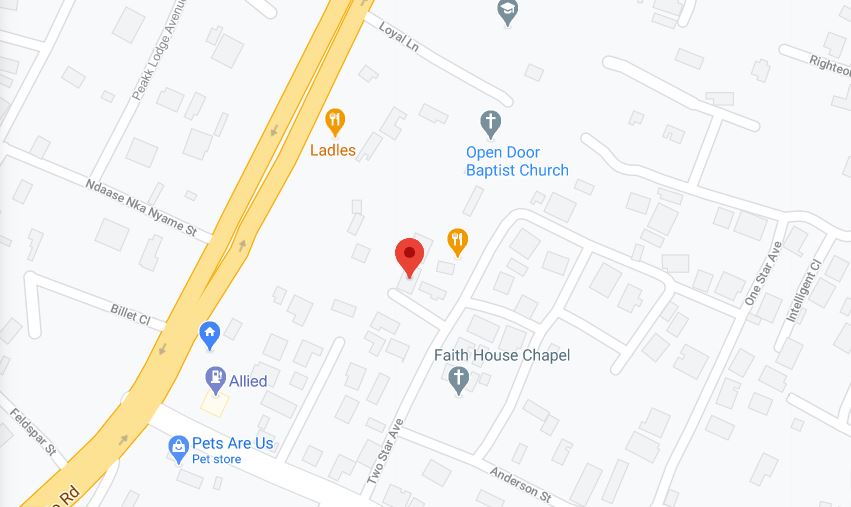 Peakk Lodge Avenue
Loyal Ln
Righteou
Ladles
Open Door
Baptist Church
Ndaase Nka Nyame St
One Star Ave
Intelligent Cl
Billet Cl
Faith House Chapel
Allied
Feldspar St
Pets Are Us
Pet store
Two Star Ave
Anderson St
Rd